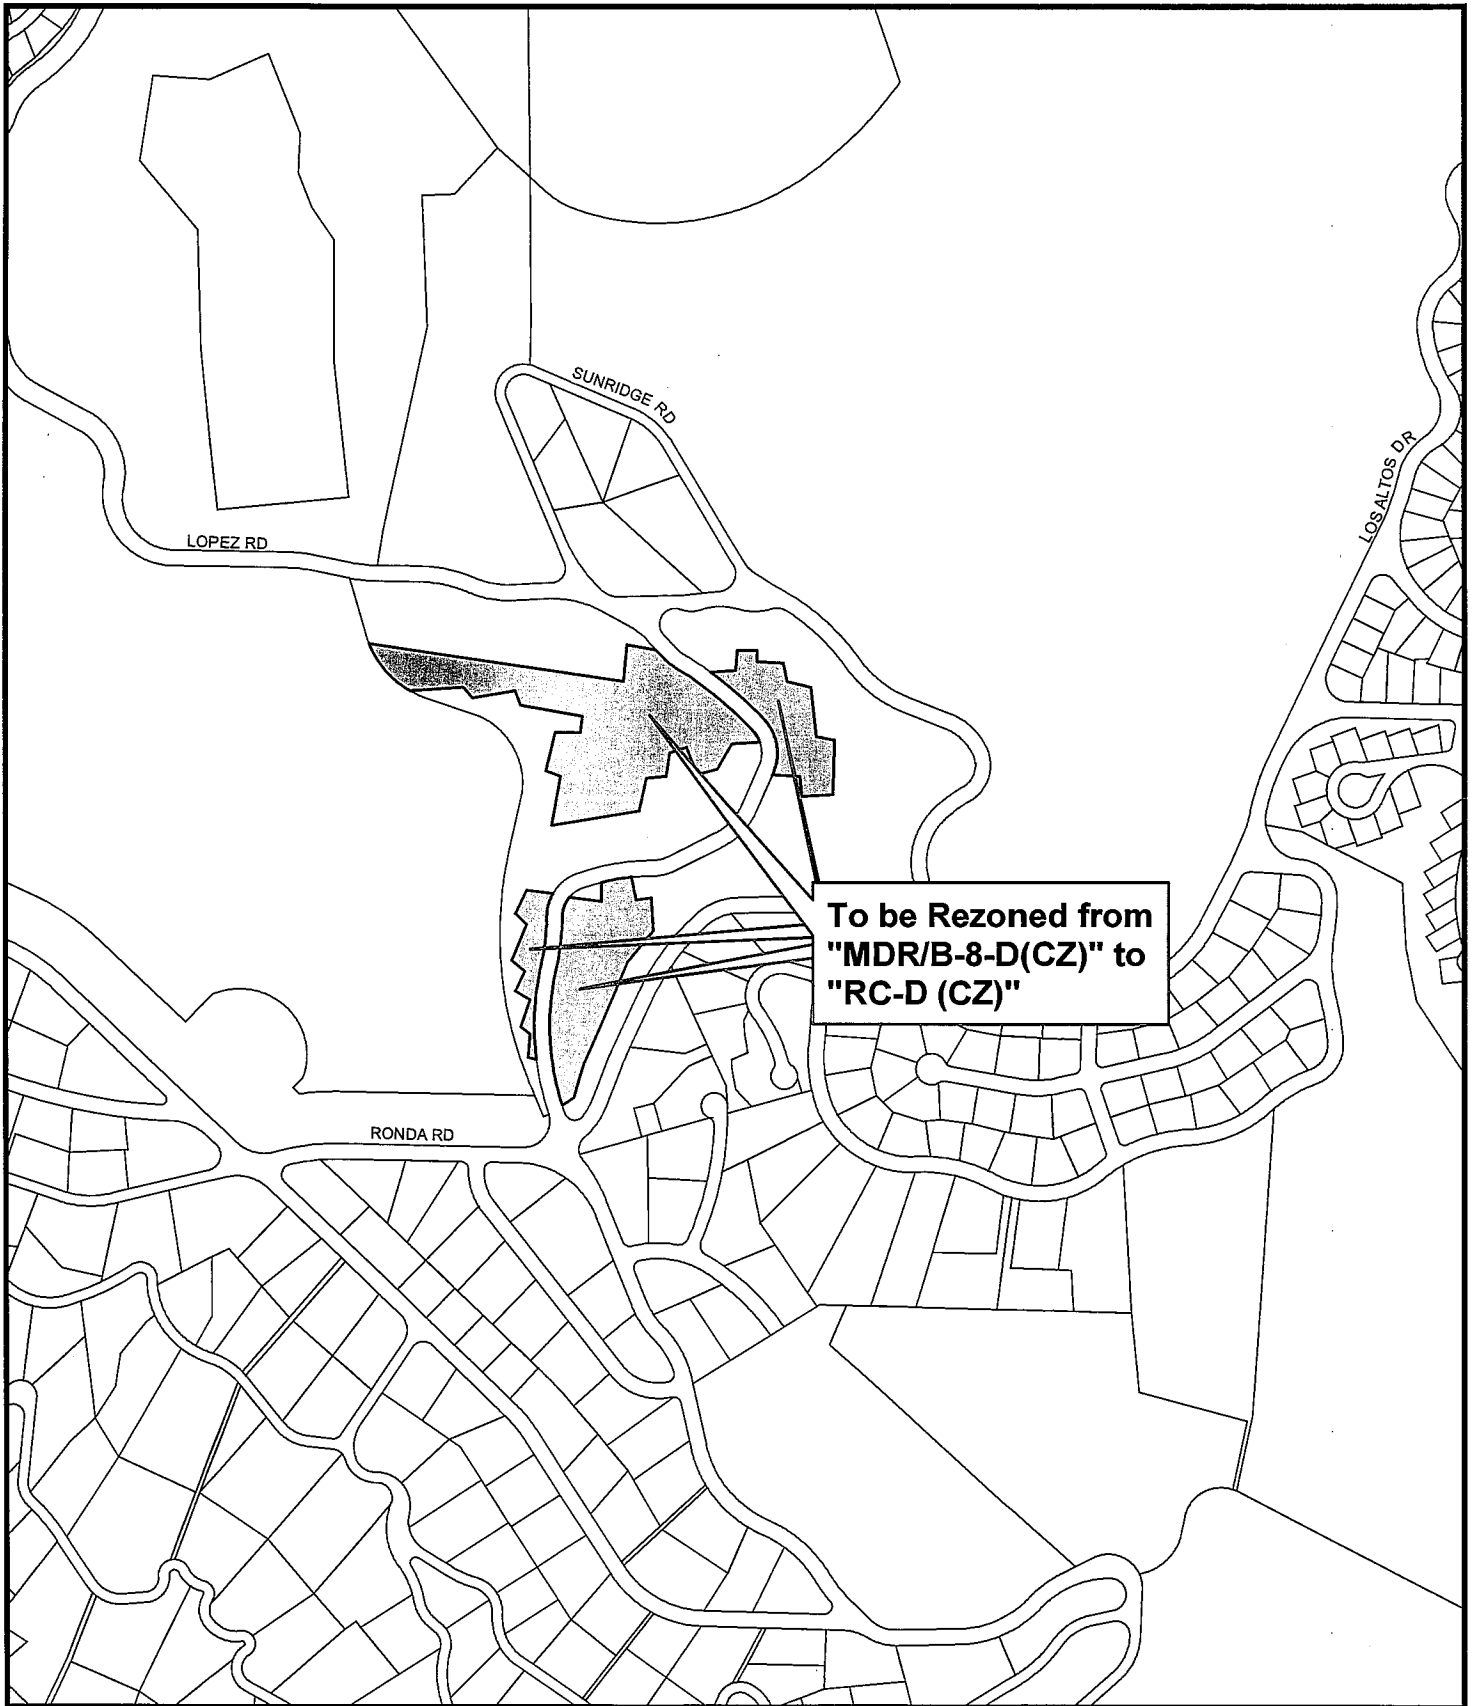 SUNRIDGE RD
LOS ALTOS DR
LOPEZ RD
To be Rezoned from
"MDR/B-8-D(CZ)" to
"RC-D (CZ)"
RONDA RD